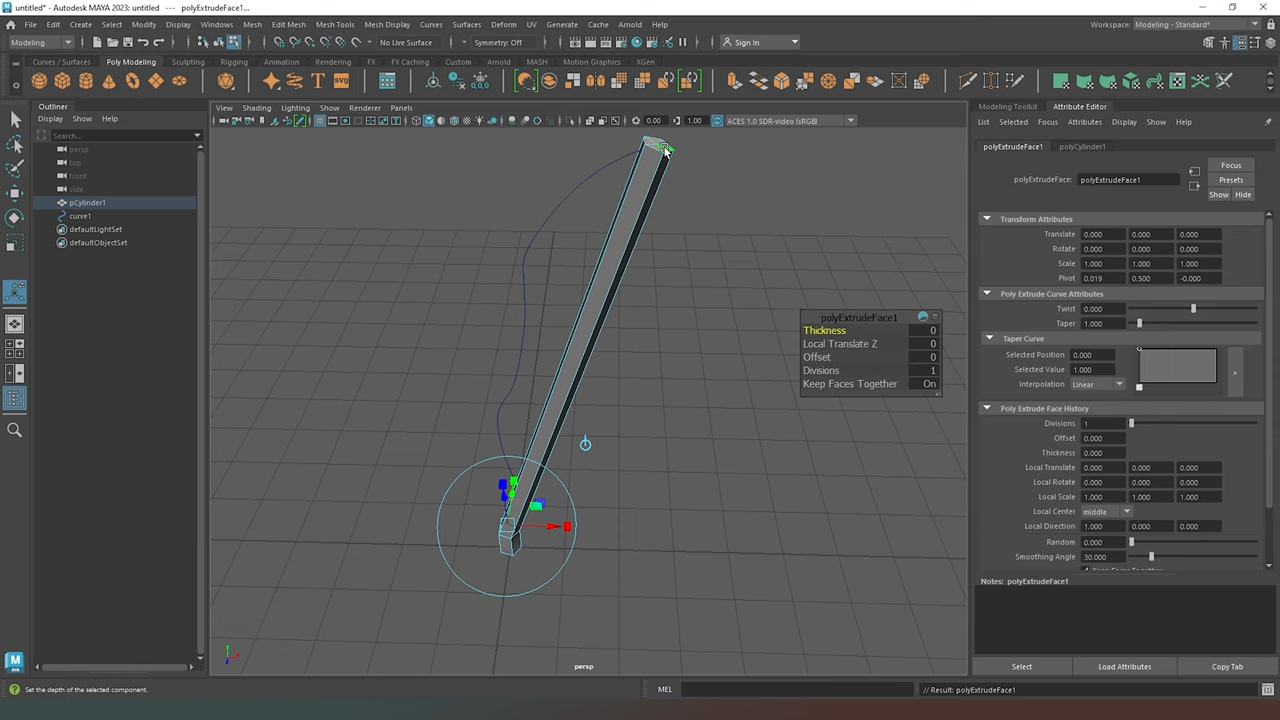 untitled* - Autodesk MAYA 2023: untitled --- polyExtrudeFace1...
File Edit Create Select Modify Display Windows Mesh Edit Mesh Mesh Tools Mesh Display Curves Surfaces Deform UV Generate Cache Arnold Help
Workspace: Modeling - Standard*
Modeling No Live Surface Symmetry: Off Sign In
Curves / Surfaces Poly Modeling Sculpting Rigging Animation Rendering FX FX Caching Custom Arnold MASH Motion Graphics XGen
Outliner
Display Show Help
Search...
persp
top
front
side
pCylinder1
curve1
defaultLightSet
defaultObjectSet
View Shading Lighting Show Renderer Panels
0.00 1.00 ACES 1.0 SDR-video (sRGB)
polyExtrudeFace1
Thickness 0
Local Translate Z 0
Offset 0
Divisions 1
Keep Faces Together On
persp
Modeling Toolkit Attribute Editor
List Selected Focus Attributes Display Show Help
polyExtrudeFace1 polyCylinder1
Focus
polyExtrudeFace: polyExtrudeFace1 Presets
Show Hide
Transform Attributes
Translate 0.000 0.000 0.000
Rotate 0.000 0.000 0.000
Scale 1.000 1.000 1.000
Pivot 0.019 0.500 -0.000
Poly Extrude Curve Attributes
Twist 0.000
Taper 1.000
Taper Curve
Selected Position 0.000
Selected Value 1.000
Interpolation Linear
>
Poly Extrude Face History
Divisions 1
Offset 0.000
Thickness 0.000
Local Translate 0.000 0.000 0.000
Local Rotate 0.000 0.000 0.000
Local Scale 1.000 1.000 1.000
Local Center middle
Local Direction 1.000 0.000 0.000
Random 0.000
Smoothing Angle 30.000
Keep Faces Together
Notes: polyExtrudeFace1
Select Load Attributes Copy Tab
Set the depth of the selected component.
MEL
// Result: polyExtrudeFace1